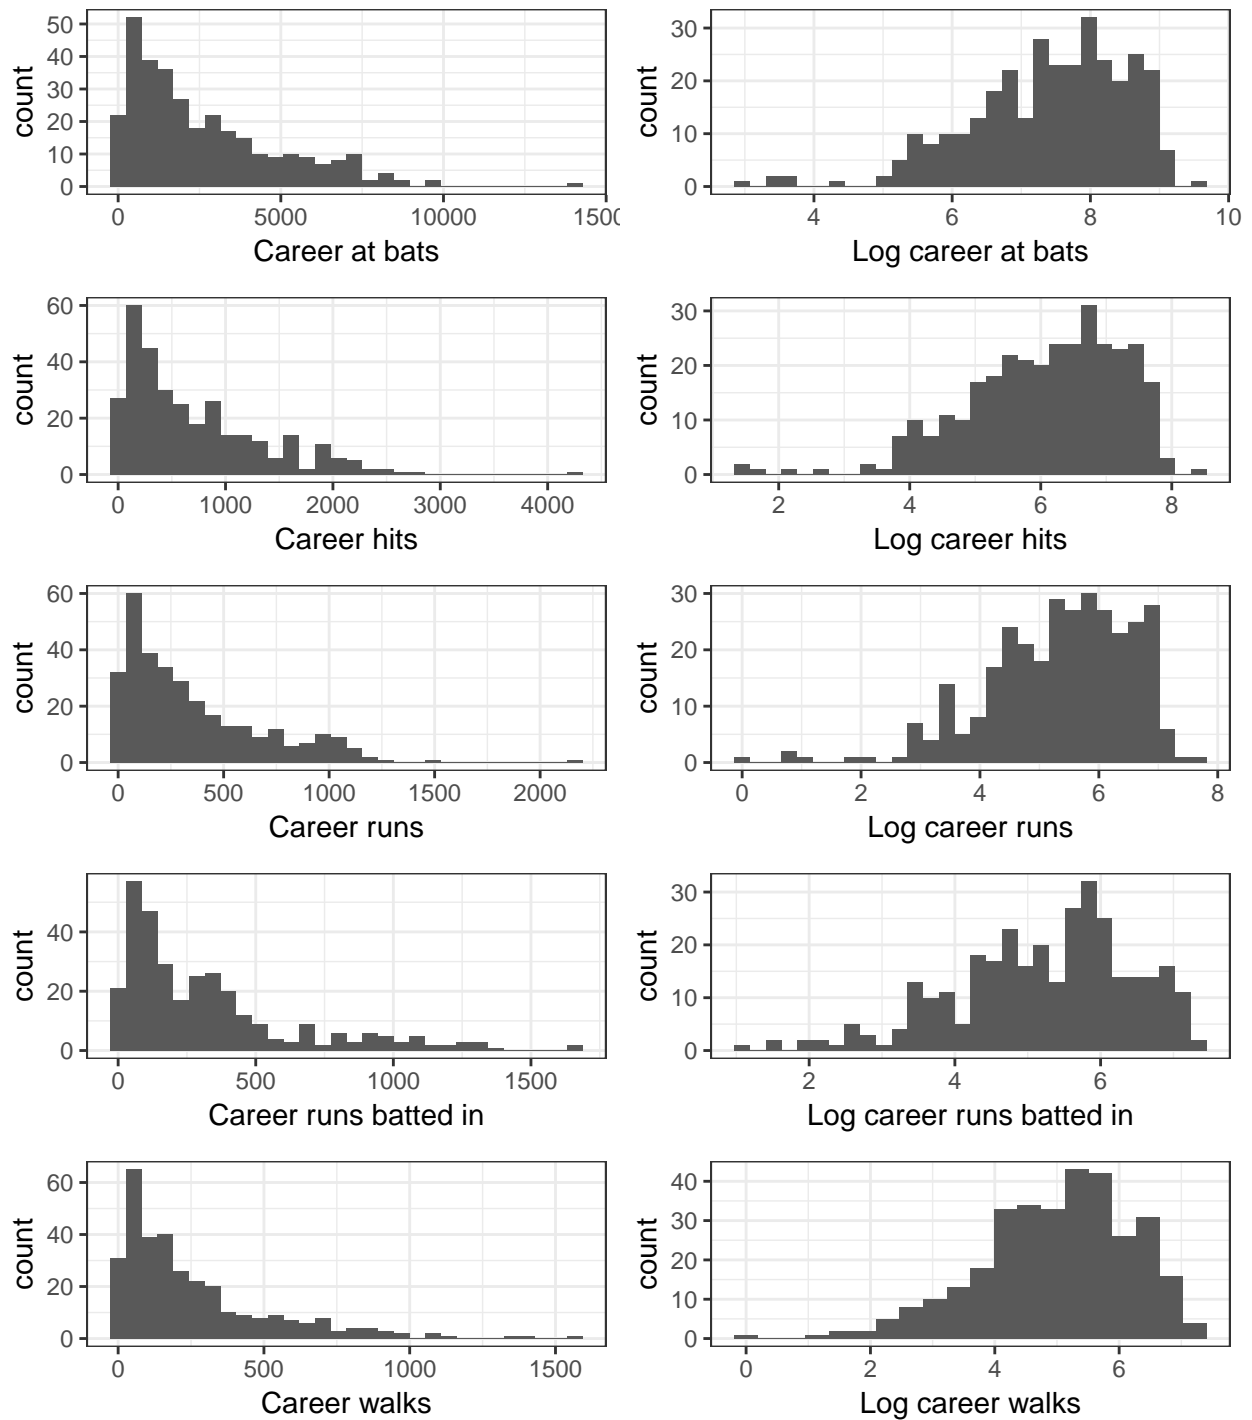 50
40
30
20
10
0
count
0 5000 10000 1500
Career at bats
30
20
10
0
count
4 6 8 10
Log career at bats
60
40
20
0
count
0 1000 2000 3000 4000
Career hits
30
20
10
0
count
2 4 6 8
Log career hits
60
40
20
0
count
0 500 1000 1500 2000
Career runs
30
20
10
0
count
0 2 4 6 8
Log career runs
40
20
0
count
0 500 1000 1500
Career runs batted in
30
20
10
0
count
2 4 6
Log career runs batted in
60
40
20
0
count
0 500 1000 1500
Career walks
40
30
20
10
0
count
0 2 4 6
Log career walks